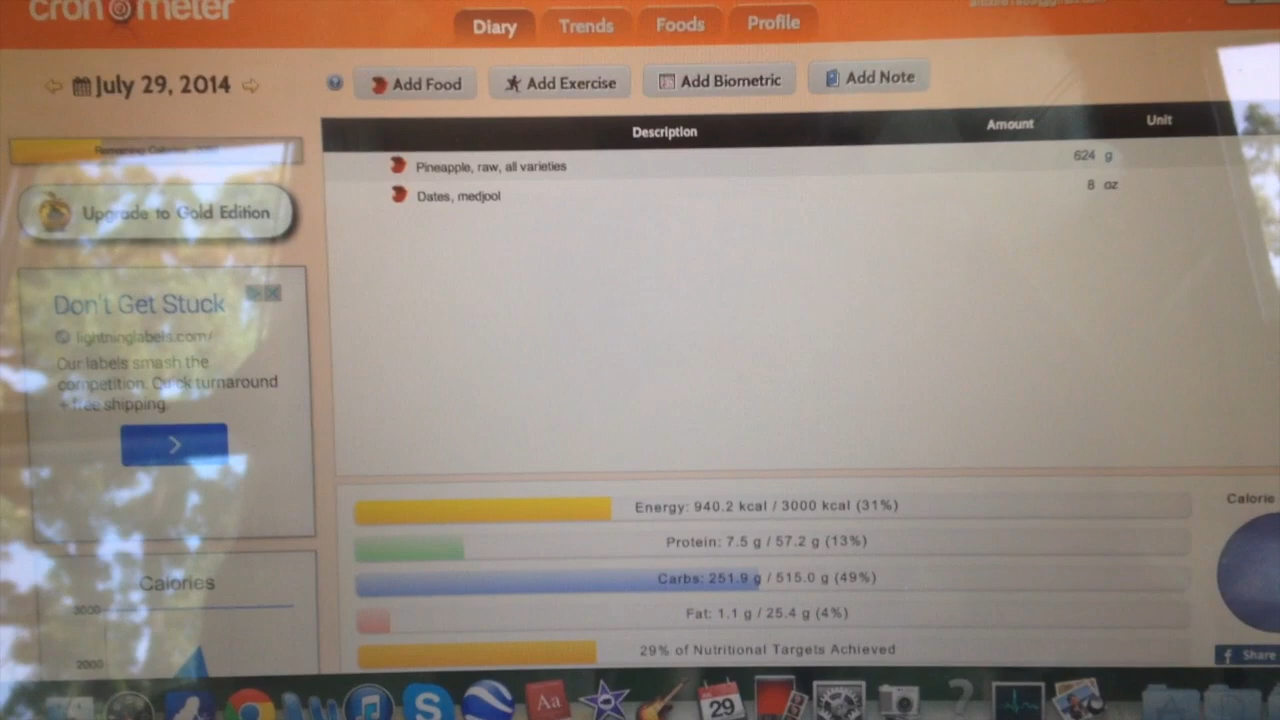 cronometer
Diary Trends Foods Profile
July 29, 2014
Add Food Add Exercise Add Biometric Add Note
Description Amount Unit
Remaining Calories:
Pineapple, raw, all varieties 624 g
Dates, medjool 8 oz
Upgrade to Gold Edition
Don't Get Stuck
lightninglabels.com/
Our labels smash the
competition. Quick turnaround
+ free shipping.
Energy: 940.2 kcal / 3000 kcal (31%)
Calorie
Protein: 7.5 g / 57.2 g (13%)
Carbs: 251.9 g / 515.0 g (49%)
Calories
3000
Fat: 1.1 g / 25.4 g (4%)
29% of Nutritional Targets Achieved
2000
f Share
Aa
29
?